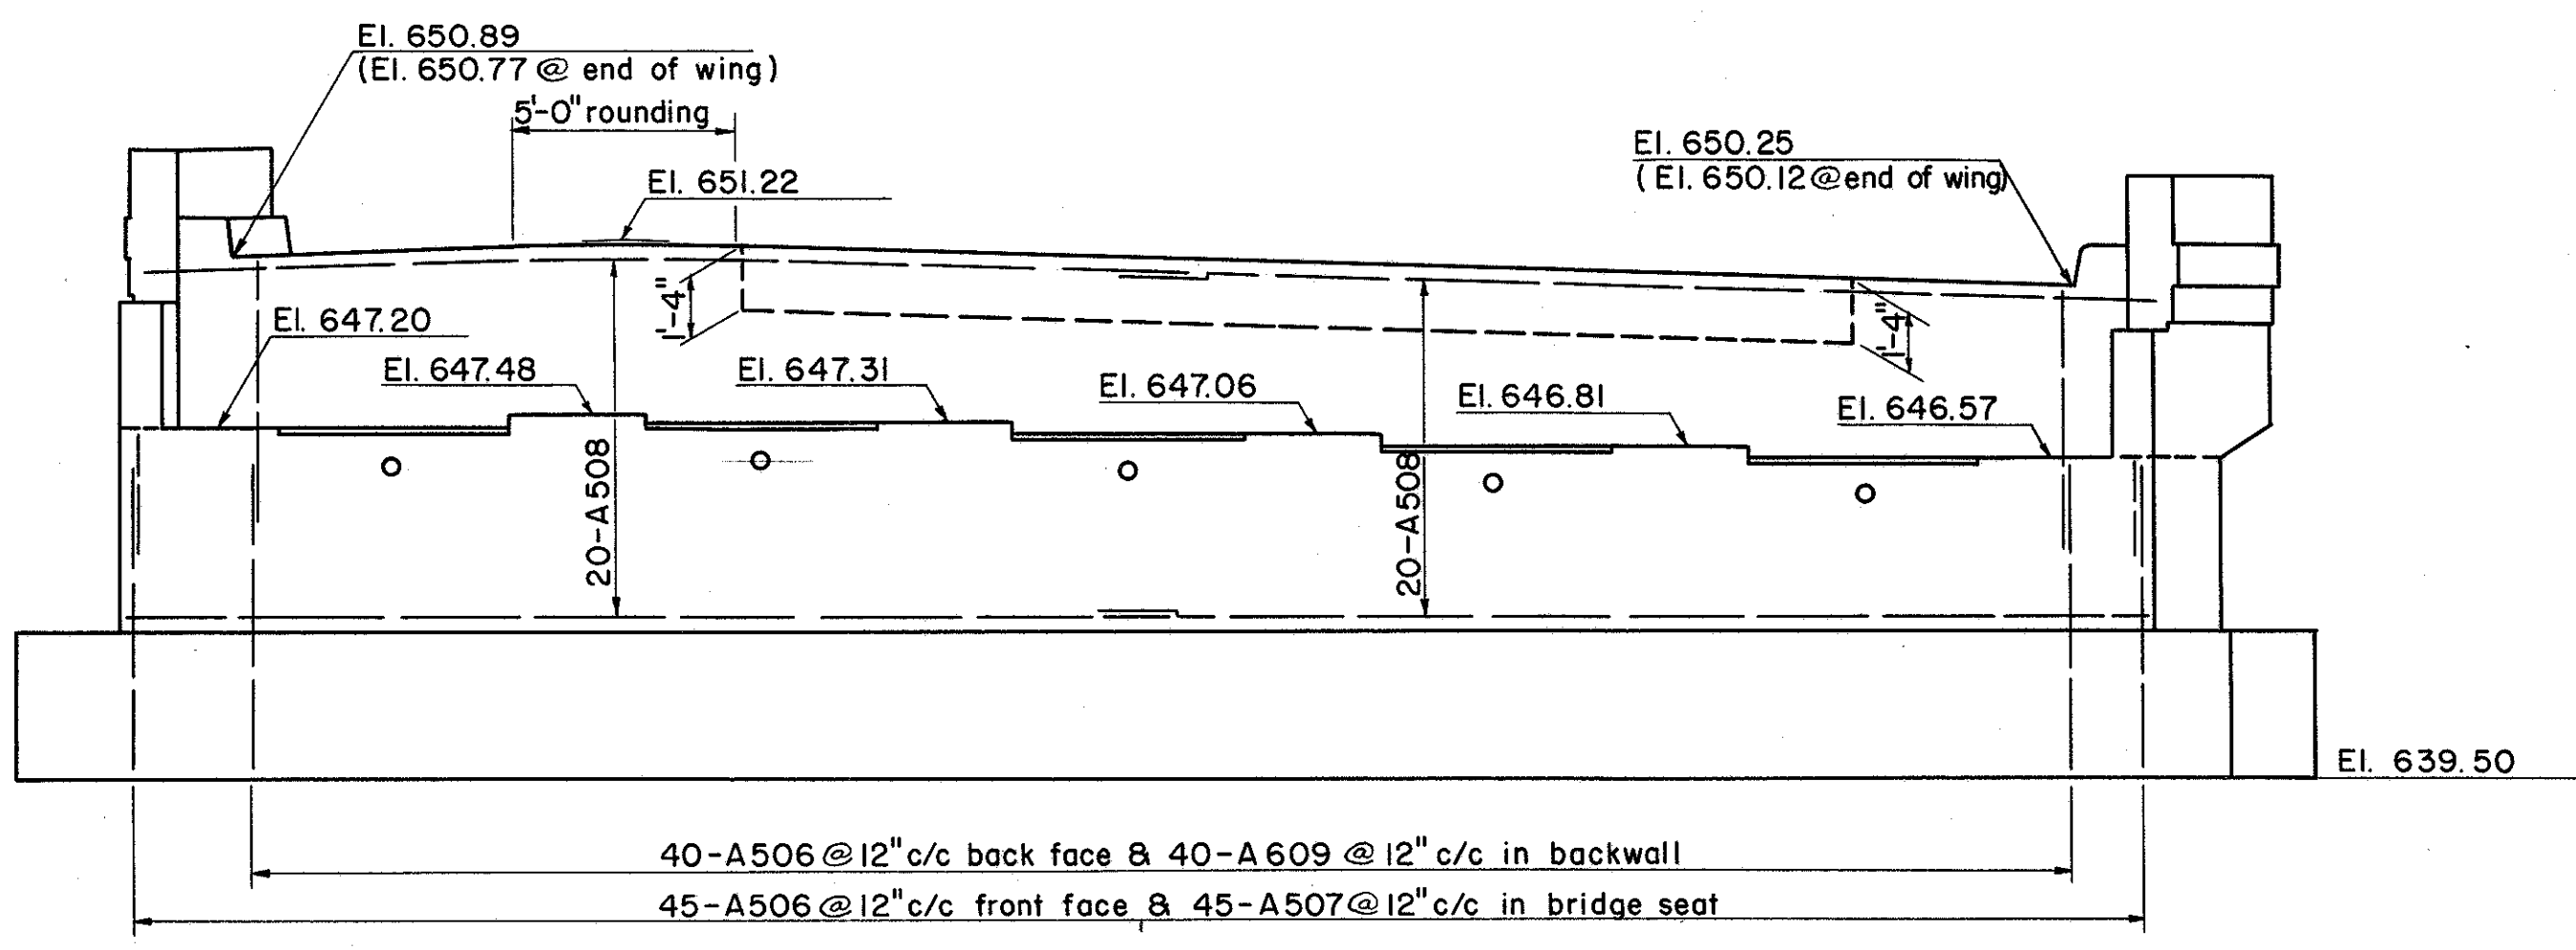 El. 650.89
(El. 650.77 @ end of wing)
5'-0" rounding
El. 651.22
El. 650.25
(El. 650.12 @ end of wing)
1'-4"
1'-4"
El. 647.20
El. 647.48
El. 647.31
El. 647.06
El. 646.81
El. 646.57
20-A508
20-A508
El. 639.50
40-A506 @ 12" c/c back face & 40-A609 @ 12" c/c in backwall
45-A506 @ 12" c/c front face & 45-A507 @ 12" c/c in bridge seat